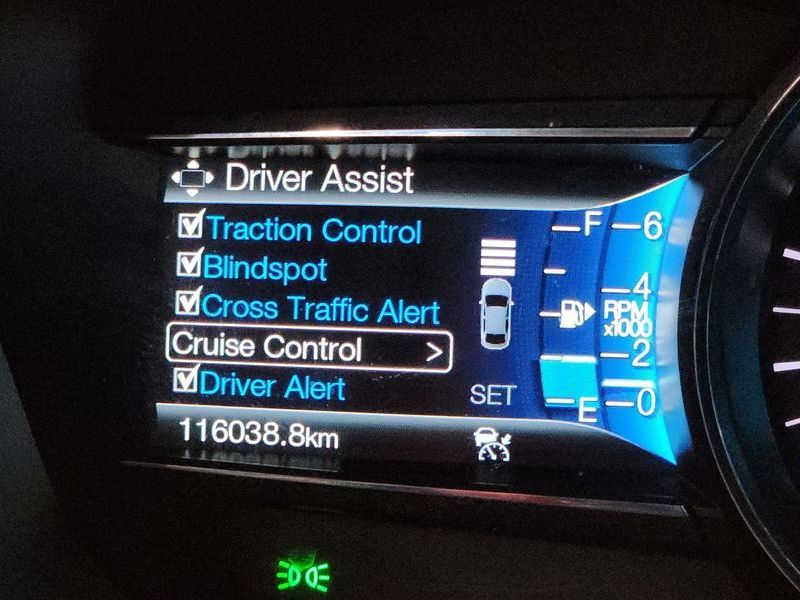 Driver Assist
Traction Control
Blindspot
Cross Traffic Alert
Cruise Control >
Driver Alert
116038.8km
SET
F
E
6
4
RPM
x1000
2
0